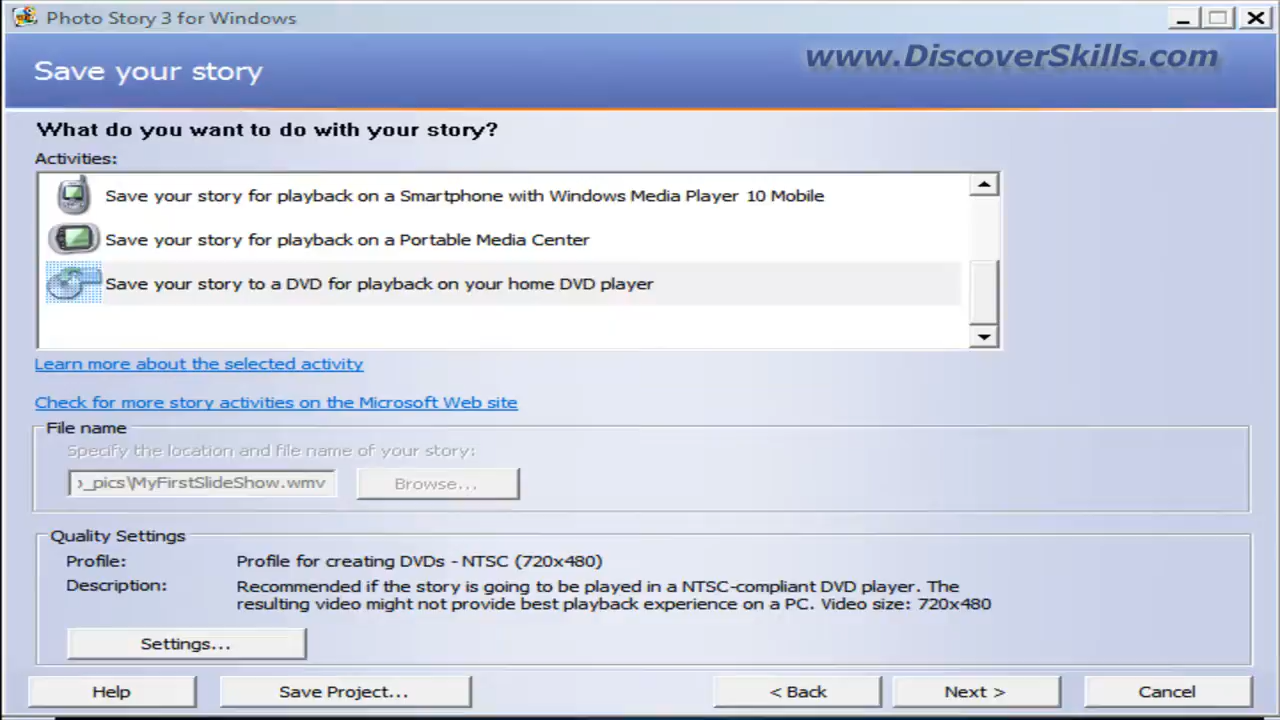 Photo Story 3 for Windows
www.DiscoverSkills.com
Save your story
What do you want to do with your story?
Activities:
Save your story for playback on a Smartphone with Windows Media Player 10 Mobile
Save your story for playback on a Portable Media Center
Save your story to a DVD for playback on your home DVD player
Learn more about the selected activity
Check for more story activities on the Microsoft Web site
File name
Specify the location and file name of your story:
_pics\MyFirstSlideShow.wmv
Browse...
Quality Settings
Profile: Profile for creating DVDs - NTSC (720x480)
Description: Recommended if the story is going to be played in a NTSC-compliant DVD player. The
resulting video might not provide best playback experience on a PC. Video size: 720x480
Settings...
Help Save Project... < Back Next > Cancel